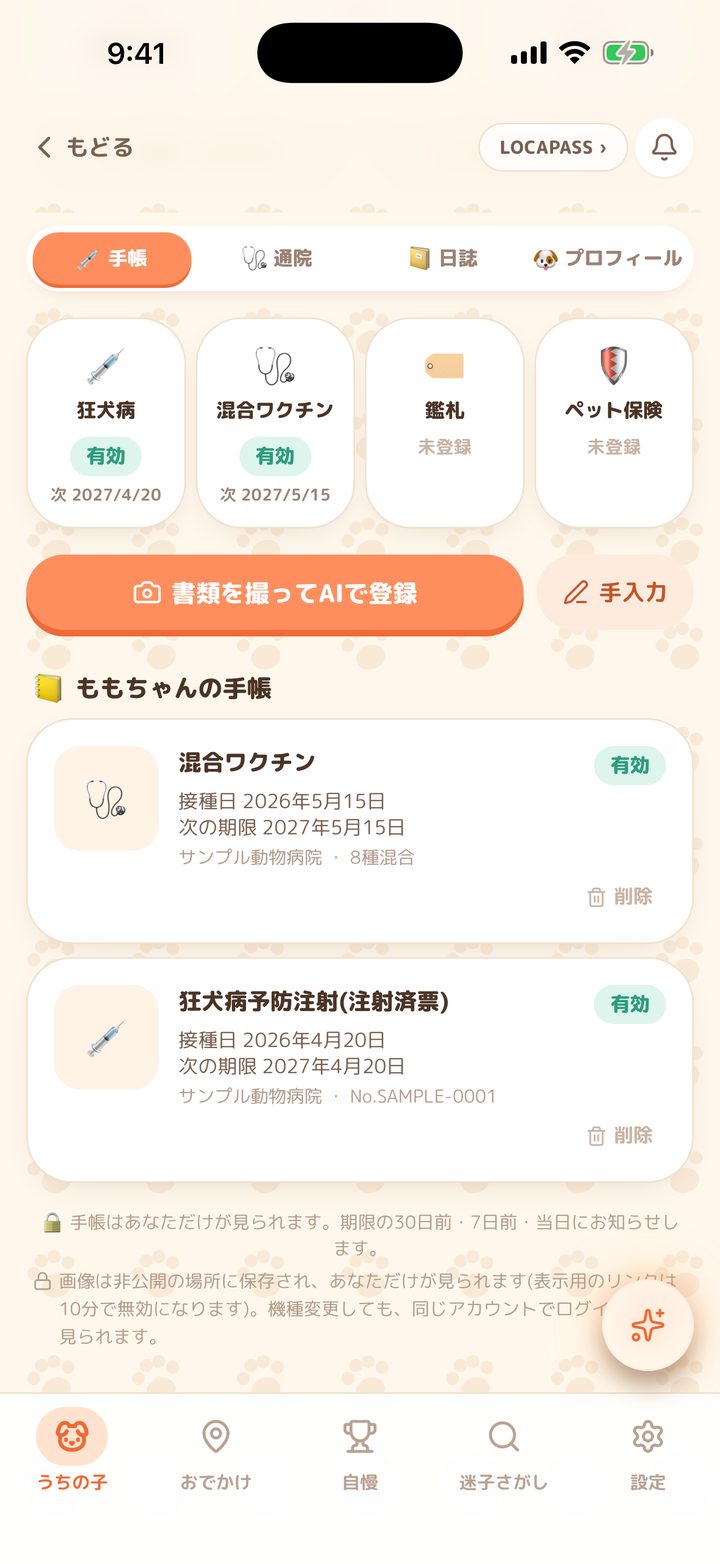 9:41
もどる
LOCAPASS ›
手帳
通院
日誌
プロフィール
狂犬病
有効
次 2027/4/20
混合ワクチン
有効
次 2027/5/15
鑑札
未登録
ペット保険
未登録
書類を撮ってAIで登録
手入力
ももちゃんの手帳
混合ワクチン
有効
接種日 2026年5月15日
次の期限 2027年5月15日
サンプル動物病院 · 8種混合
削除
狂犬病予防注射(注射済票)
有効
接種日 2026年4月20日
次の期限 2027年4月20日
サンプル動物病院 · No.SAMPLE-0001
削除
手帳はあなただけが見られます。期限の30日前·7日前·当日にお知らせし
ます。
画像は非公開の場所に保存され、あなただけが見られます(表示用のリンクは
10分で無効になります)。機種変更しても、同じアカウントでログイ
見られます。
うちの子
おでかけ
自慢
迷子さがし
設定